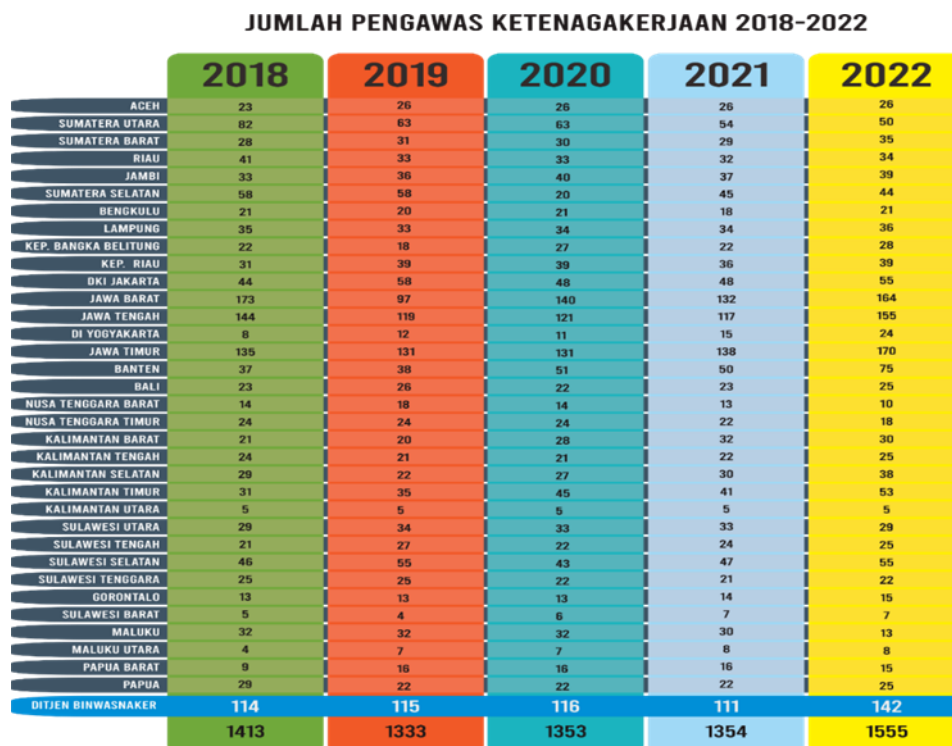 JUMLAH PENGAWAS KETENAGAKERJAAN 2018-2022
2018 2019 2020 2021 2022
ACEH 23 26 26 26 26
SUMATERA UTARA 82 63 63 54 50
SUMATERA BARAT 28 31 30 29 35
RIAU 41 33 33 32 34
JAMBI 33 36 40 37 39
SUMATERA SELATAN 58 58 20 45 44
BENGKULU 21 20 21 18 21
LAMPUNG 35 33 34 34 36
KEP. BANGKA BELITUNG 22 18 27 22 28
KEP. RIAU 31 39 39 36 39
DKI JAKARTA 44 58 48 48 55
JAWA BARAT 173 97 140 132 164
JAWA TENGAH 144 119 121 117 155
DI YOGYAKARTA 8 12 11 15 24
JAWA TIMUR 135 131 131 138 170
BANTEN 37 38 51 50 75
BALI 23 26 22 23 25
NUSA TENGGARA BARAT 14 18 14 13 10
NUSA TENGGARA TIMUR 24 24 24 22 18
KALIMANTAN BARAT 21 20 28 32 30
KALIMANTAN TENGAH 24 21 21 22 25
KALIMANTAN SELATAN 29 22 27 30 38
KALIMANTAN TIMUR 31 35 45 41 53
KALIMANTAN UTARA 5 5 5 5 5
SULAWESI UTARA 29 34 33 33 29
SULAWESI TENGAH 21 27 22 24 25
SULAWESI SELATAN 46 55 43 47 55
SULAWESI TENGGARA 25 25 22 21 22
GORONTALO 13 13 13 14 15
SULAWESI BARAT 5 4 6 7 7
MALUKU 32 32 32 30 13
MALUKU UTARA 4 7 7 8 8
PAPUA BARAT 9 16 16 16 15
PAPUA 29 22 22 22 25
DITJEN BINWASNAKER 114 115 116 111 142
1413 1333 1353 1354 1555